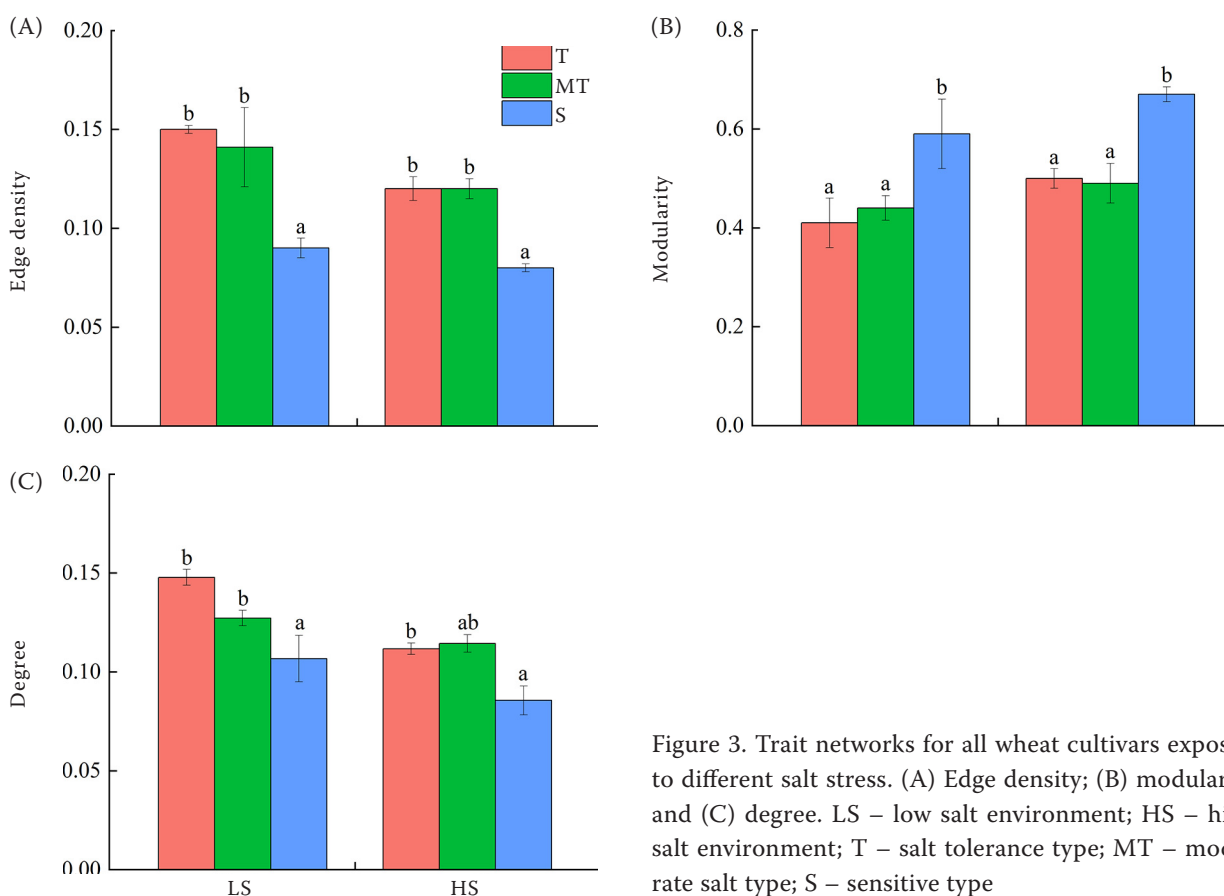 (A)
0.20
0.15
0.10
0.05
0.00
Edge density
T
MT
S
b
b
a
b
b
a
(B)
0.8
0.6
0.4
0.2
0.0
Modularity
a
a
b
a
a
b
(C)
0.20
0.15
0.10
0.05
0.00
Degree
b
b
a
b
ab
a
LS
HS
Figure 3. Trait networks for all wheat cultivars expos
to different salt stress. (A) Edge density; (B) modular
and (C) degree. LS – low salt environment; HS – hi
salt environment; T – salt tolerance type; MT – mod
rate salt type; S – sensitive type